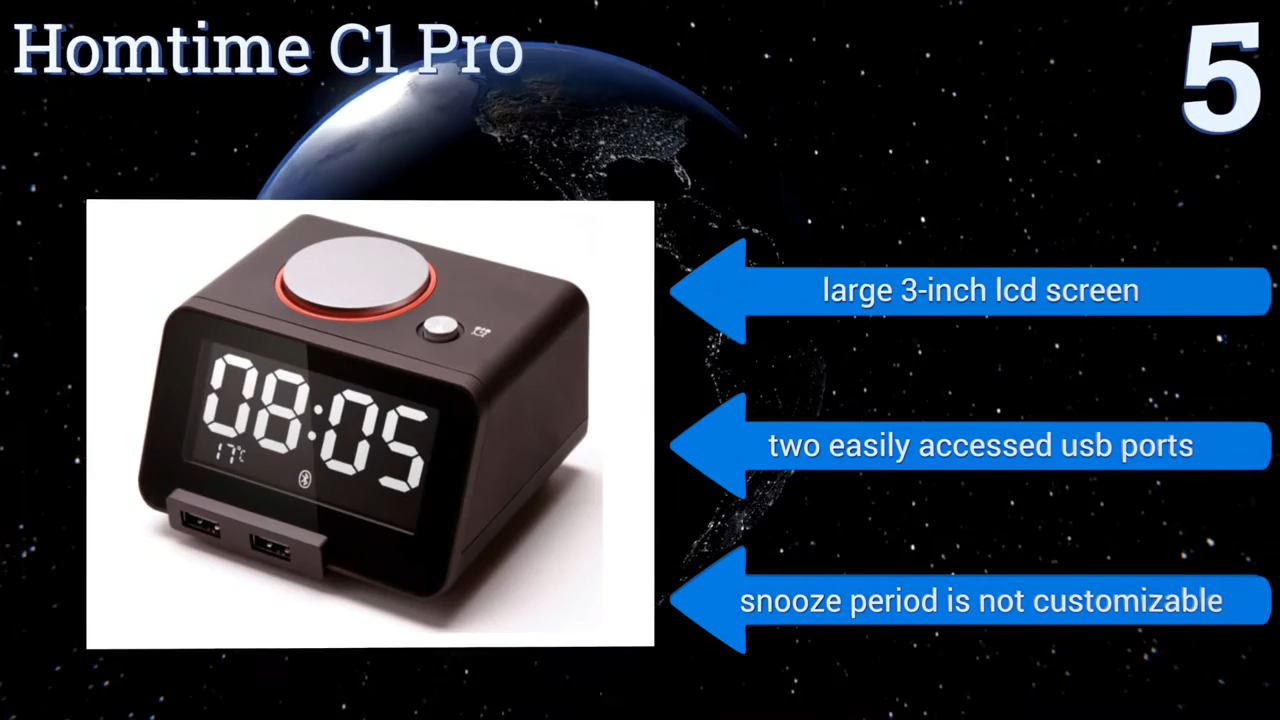 Homtime C1 Pro
5
large 3-inch lcd screen
08:05
17°C
two easily accessed usb ports
snooze period is not customizable